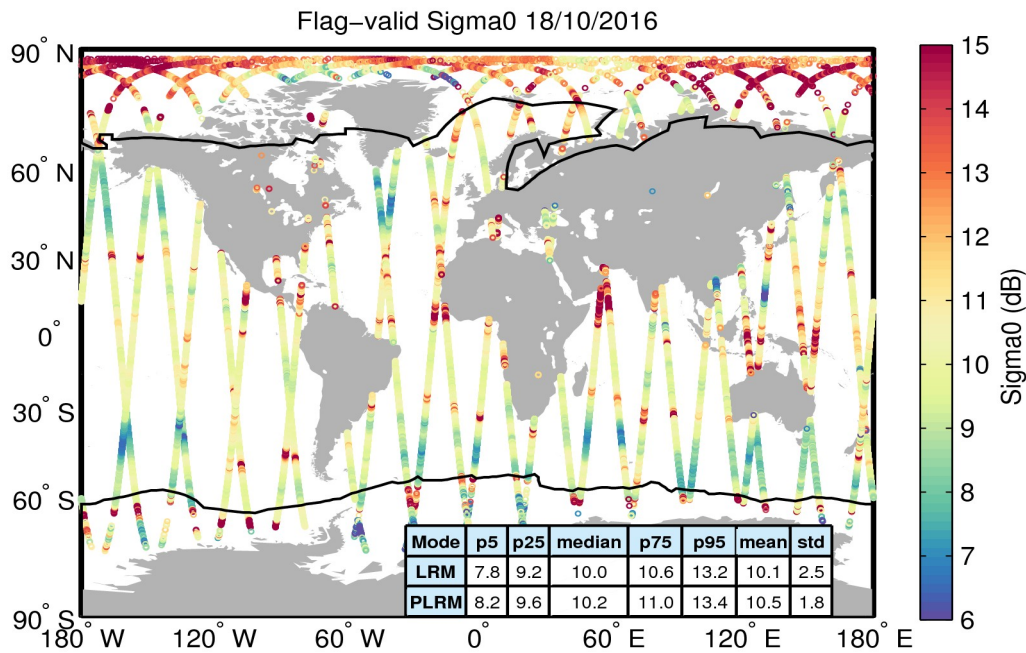 Flag−valid Sigma0 18/10/2016
90° N
60° N
30° N
0°
30° S
60° S
90° S
180° W
120° W
60° W
0°
60° E
120° E
180° E
Mode p5 p25 median p75 p95 mean std
LRM 7.8 9.2 10.0 10.6 13.2 10.1 2.5
PLRM 8.2 9.6 10.2 11.0 13.4 10.5 1.8
15
14
13
12
11
10
9
8
7
6
Sigma0 (dB)